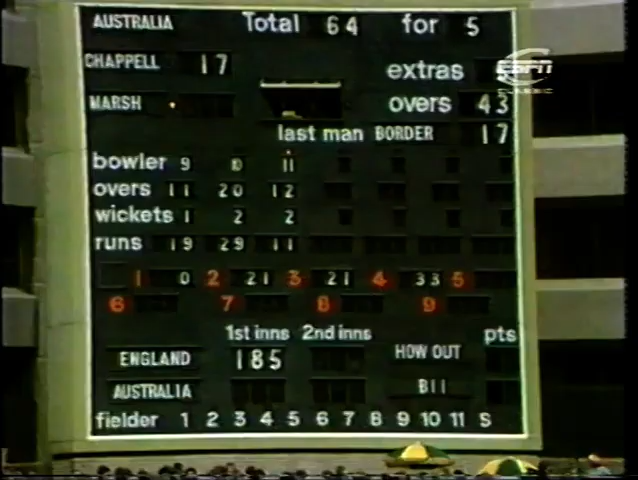 AUSTRALIA Total 64 for 5
CHAPPELL 17 extras
ESPN
CLASSIC
MARSH overs 43
last man BORDER 17
bowler 9 10 11
overs 11 20 12
wickets 1 2 2
runs 19 29 11
1 0 2 21 3 21 4 33 5
6 7 8 9
1st inns 2nd inns pts
ENGLAND 185 HOW OUT
AUSTRALIA B11
fielder 1 2 3 4 5 6 7 8 9 10 11 S